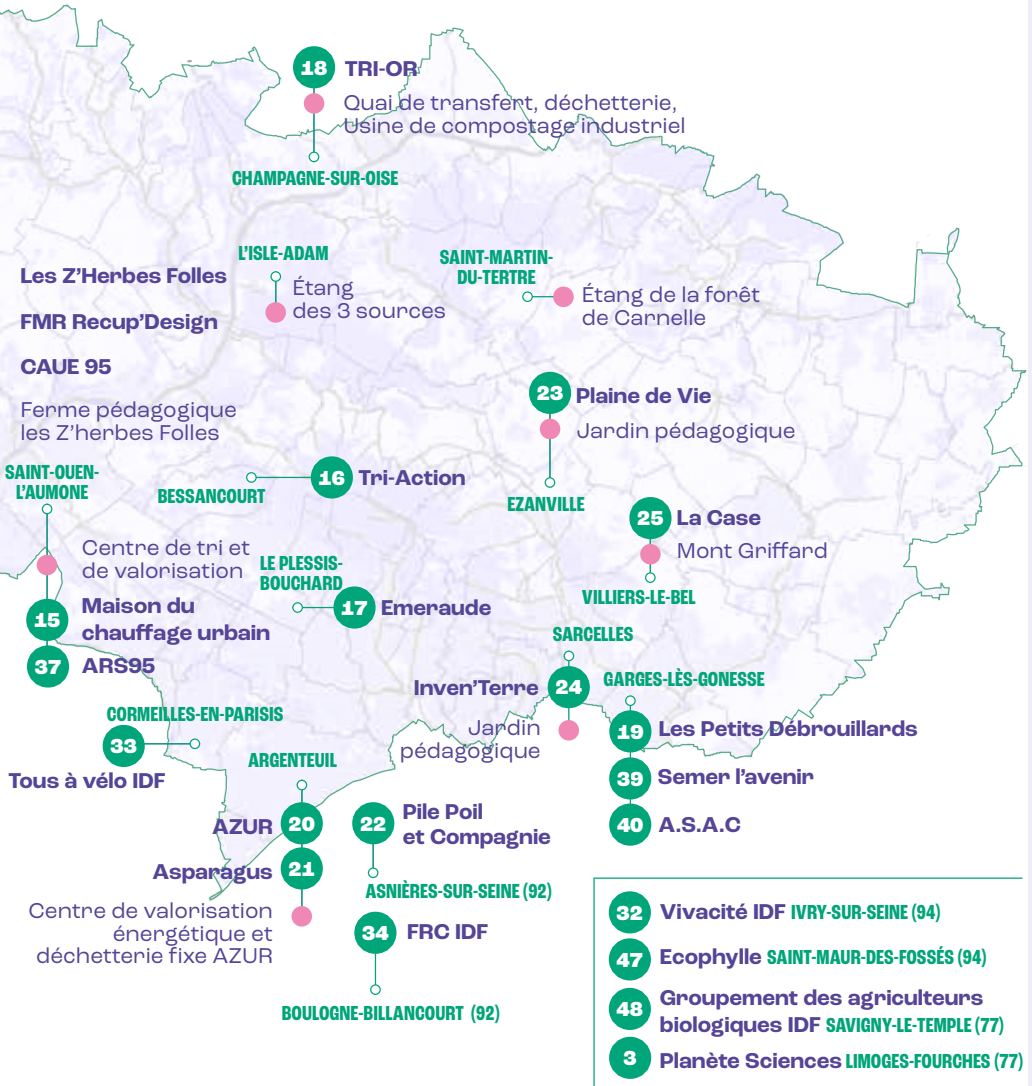 18 TRI-OR
Quai de transfert, déchetterie,
Usine de compostage industriel
CHAMPAGNE-SUR-OISE
L'ISLE-ADAM
Étang
des 3 sources
SAINT-MARTIN-
DU-TERTRE
Étang de la forêt
de Carnelle
Les Z'Herbes Folles
FMR Recup'Design
CAUE 95
Ferme pédagogique
les Z'herbes Folles
23 Plaine de Vie
Jardin pédagogique
EZANVILLE
SAINT-OUEN-
L'AUMONE
BESSANCOURT
16 Tri-Action
25 La Case
Mont Griffard
VILLIERS-LE-BEL
Centre de tri et
de valorisation
15 Maison du
chauffage urbain
37 ARS95
LE PLESSIS-
BOUCHARD
17 Emeraude
SARCELLES
Inven'Terre 24
Jardin
pédagogique
GARGES-LÈS-GONESSE
19 Les Petits Débrouillards
39 Semer l'avenir
40 A.S.A.C
CORMEILLES-EN-PARISIS
33
Tous à vélo IDF
ARGENTEUIL
AZUR 20
Asparagus 21
Centre de valorisation
énergétique et
déchetterie fixe AZUR
22 Pile Poil
et Compagnie
ASNIÈRES-SUR-SEINE (92)
34 FRC IDF
BOULOGNE-BILLANCOURT (92)
32 Vivacité IDF IVRY-SUR-SEINE (94)
47 Ecophylle SAINT-MAUR-DES-FOSSÉS (94)
48 Groupement des agriculteurs
biologiques IDF SAVIGNY-LE-TEMPLE (77)
3 Planète Sciences LIMOGES-FOURCHES (77)